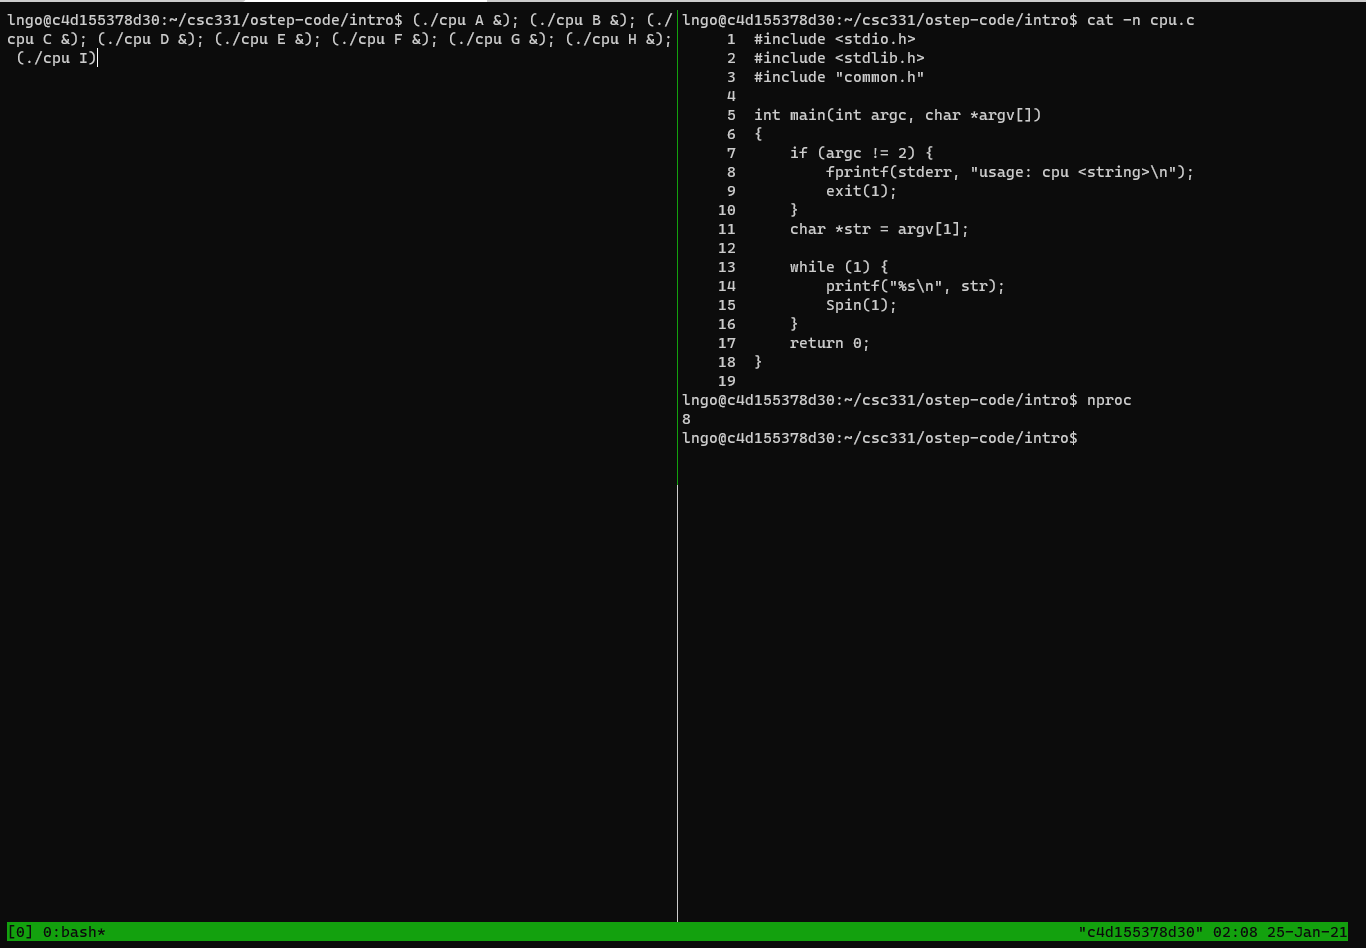 lngo@c4d155378d30:~/csc331/ostep-code/intro$ (./cpu A &); (./cpu B &); (./
cpu C &); (./cpu D &); (./cpu E &); (./cpu F &); (./cpu G &); (./cpu H &);
 (./cpu I)
lngo@c4d155378d30:~/csc331/ostep-code/intro$ cat -n cpu.c
     1  #include <stdio.h>
     2  #include <stdlib.h>
     3  #include "common.h"
     4
     5  int main(int argc, char *argv[])
     6  {
     7      if (argc != 2) {
     8          fprintf(stderr, "usage: cpu <string>\n");
     9          exit(1);
    10      }
    11      char *str = argv[1];
    12
    13      while (1) {
    14          printf("%s\n", str);
    15          Spin(1);
    16      }
    17      return 0;
    18  }
    19
lngo@c4d155378d30:~/csc331/ostep-code/intro$ nproc
8
lngo@c4d155378d30:~/csc331/ostep-code/intro$
[0] 0:bash* "c4d155378d30" 02:08 25-Jan-21